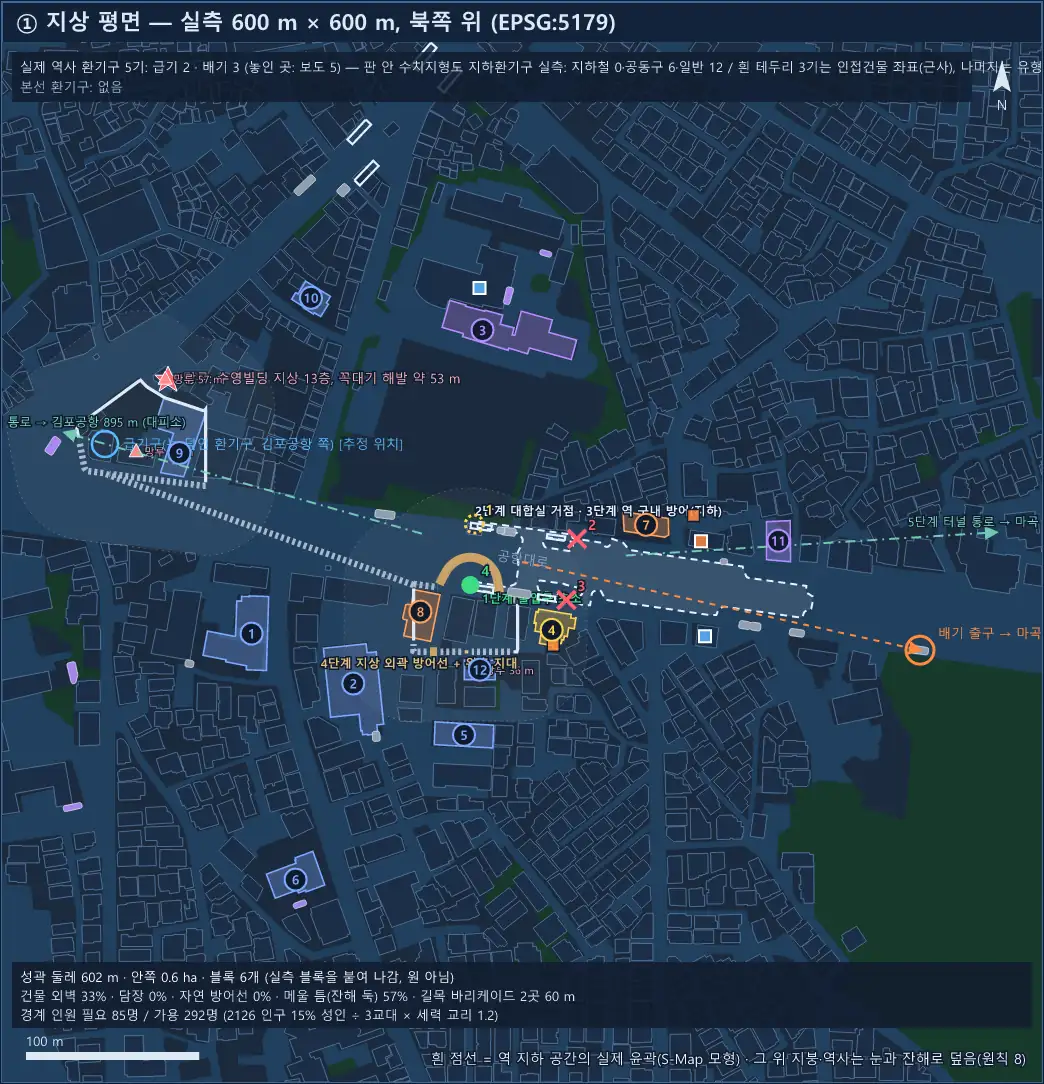 ① 지상 평면 — 실측 600 m × 600 m, 북쪽 위 (EPSG:5179)
실제 역사 환기구 5기: 급기 2 · 배기 3 (놓인 곳: 보도 5) — 판 안 수치지형도 지하환기구 실측: 지하철 0·공동구 6·일반 12 / 흰 테두리 3기는 인접건물 좌표(근사), 나머지는 유형
본선 환기구: 없음
N
10
3
수영빌딩 지상 13층, 꼭대기 해발 약 53 m
통로 → 김포공항 895 m (대피소)
환기구, 김포공항 쪽) [추정 위치]
9
2단계 대합실 거점 · 3단계 역 구내 방어(지하)
7
2
11
5단계 터널 통로 → 마곡
공항대로
4
3
1단계
8
4
1
배기 출구 → 마곡
4단계 지상 외곽 방어선 +
12
36 m
2
5
6
성곽 둘레 602 m · 안쪽 0.6 ha · 블록 6개 (실측 블록을 붙여 나감, 원 아님)
건물 외벽 33% · 담장 0% · 자연 방어선 0% · 메울 틈(잔해 둑) 57% · 길목 바리케이드 2곳 60 m
경계 인원 필요 85명 / 가용 292명 (2126 인구 15% 성인 ÷ 3교대 × 세력 교리 1.2)
100 m
흰 점선 = 역 지하 공간의 실제 윤곽(S-Map 모형) · 그 위 지붕·역사는 눈과 잔해로 덮음(원칙 8)